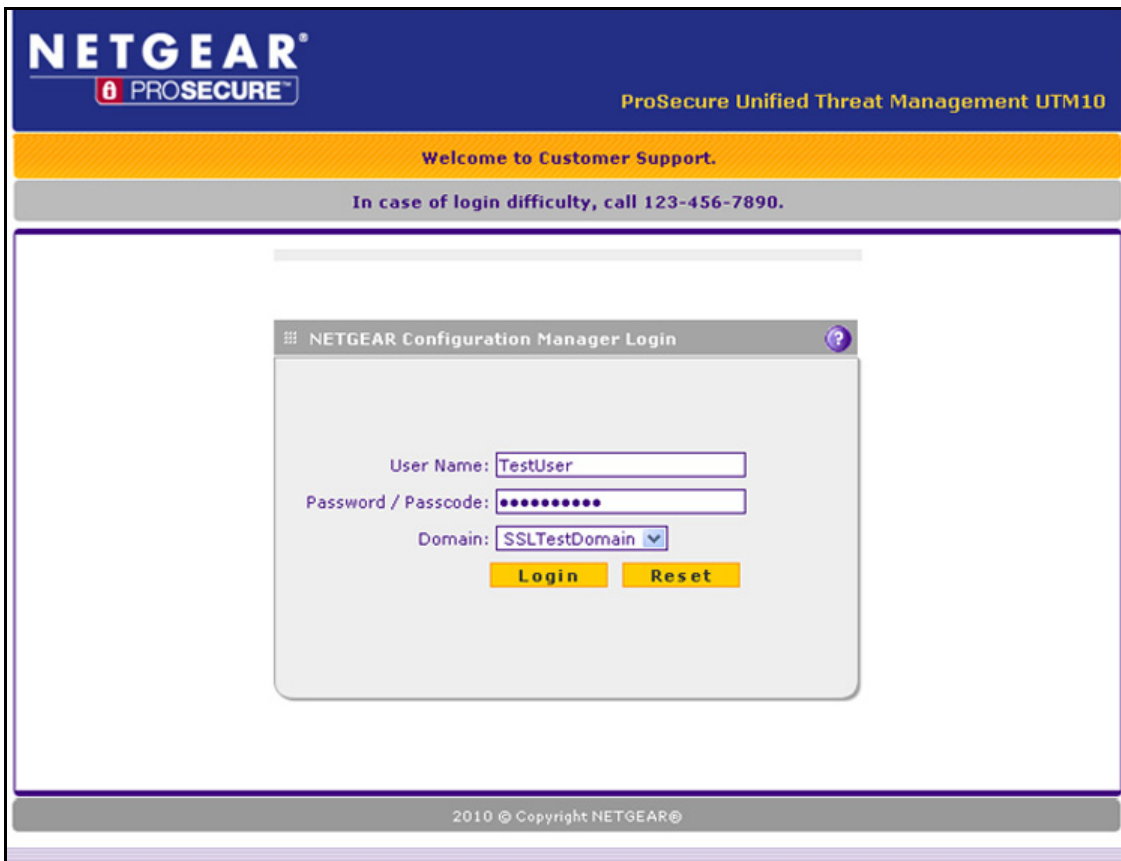 NETGEAR®
PROSECURE™
ProSecure Unified Threat Management UTM10
Welcome to Customer Support.
In case of login difficulty, call 123-456-7890.
NETGEAR Configuration Manager Login ?
User Name: TestUser
Password / Passcode: ••••••••••
Domain: SSLTestDomain
Login Reset
2010 © Copyright NETGEAR®